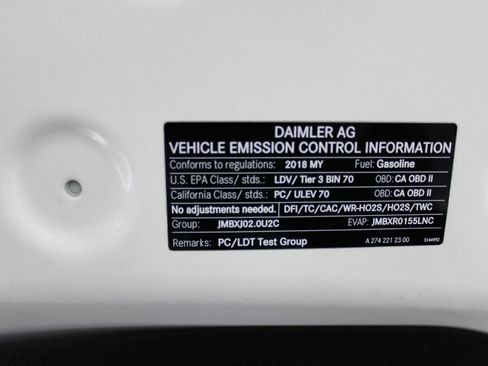 DAIMLER AG
VEHICLE EMISSION CONTROL INFORMATION
Conforms to regulations: 2018 MY Fuel: Gasoline
U.S. EPA Class/ stds.: LDV/ Tier 3 BIN 70 OBD: CA OBD II
California Class/ stds.: PC/ ULEV 70 OBD: CA OBD II
No adjustments needed. DFI/TC/CAC/WR-HO2S/HO2S/TWC
Group: JMBXJ02.0U2C EVAP: JMBXR0155LNC
Remarks: PC/LDT Test Group A 274 221 23 00